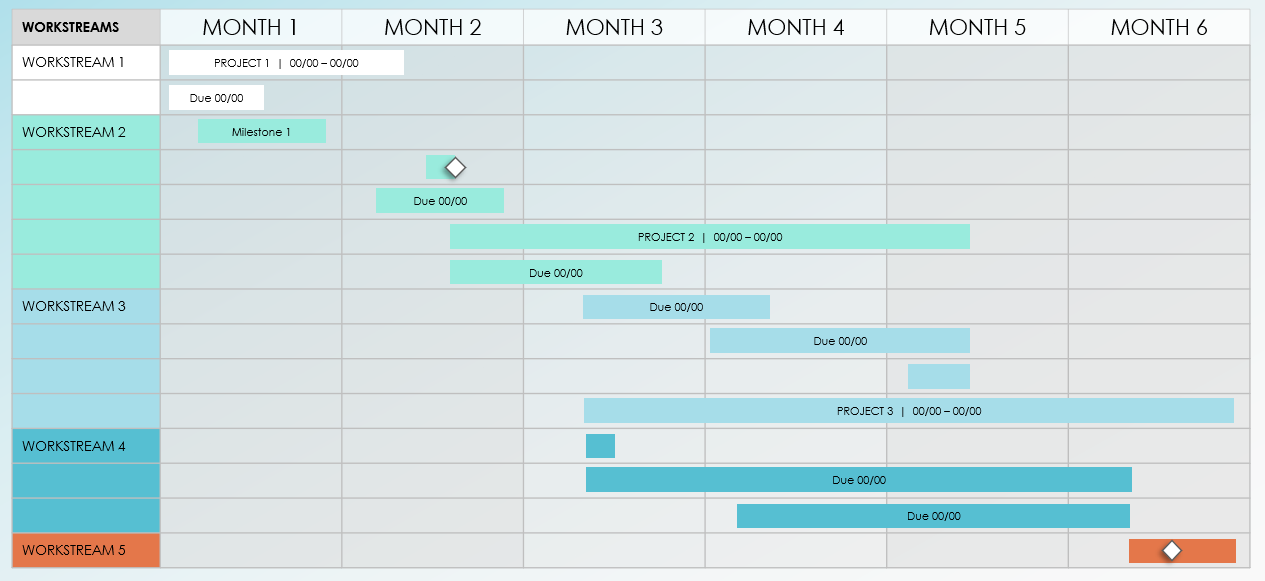 WORKSTREAMS MONTH 1 MONTH 2 MONTH 3 MONTH 4 MONTH 5 MONTH 6
WORKSTREAM 1 PROJECT 1 | 00/00 – 00/00
Due 00/00
WORKSTREAM 2 Milestone 1
Due 00/00
PROJECT 2 | 00/00 – 00/00
Due 00/00
WORKSTREAM 3 Due 00/00
Due 00/00
PROJECT 3 | 00/00 – 00/00
WORKSTREAM 4
Due 00/00
Due 00/00
WORKSTREAM 5